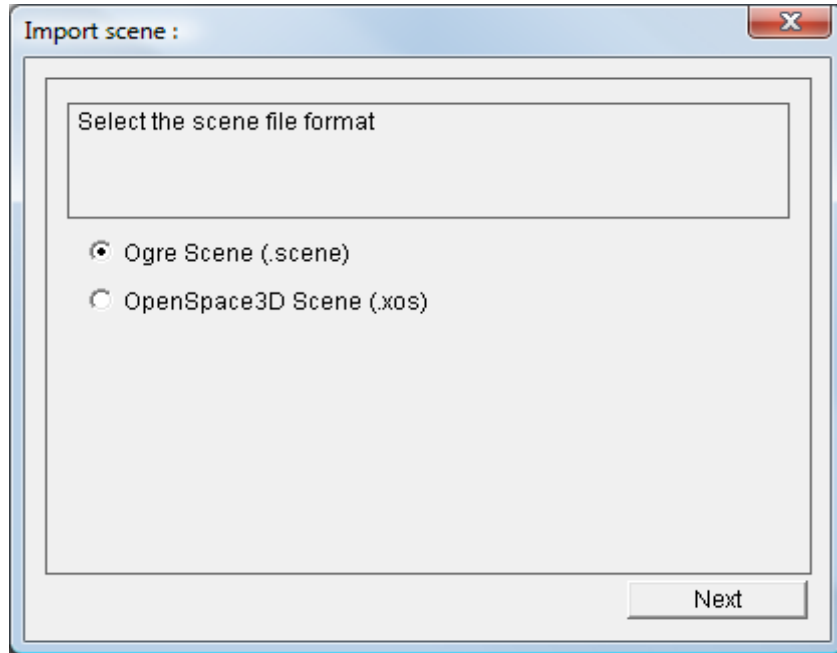 Import scene :
X
Select the scene file format
Ogre Scene (.scene)
OpenSpace3D Scene (.xos)
Next